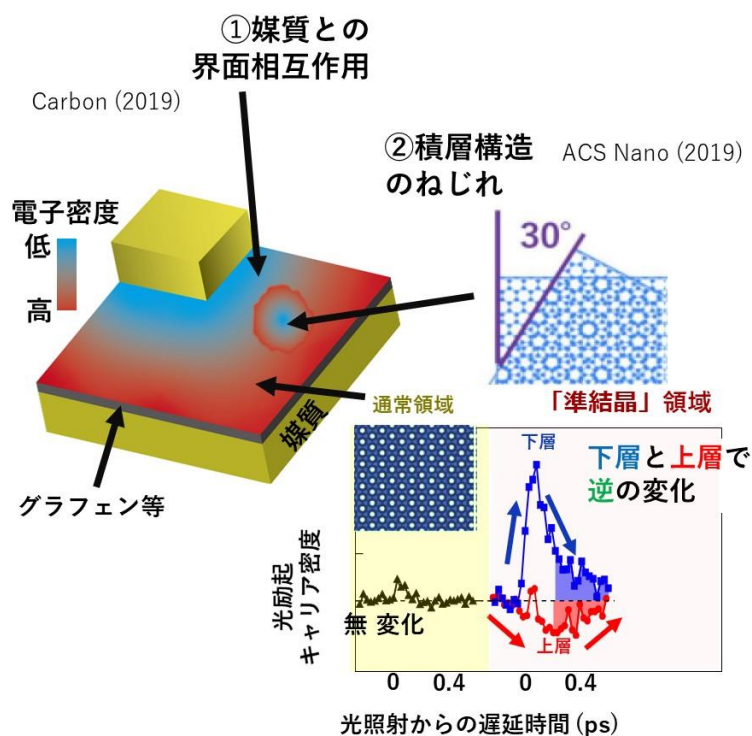 ①媒質との
界面相互作用
Carbon (2019)
②積層構造
のねじれ
ACS Nano (2019)
電子密度
低
高
30°
媒質
グラフェン等
通常領域
「準結晶」領域
下層
下層と上層で
逆の変化
光励起
キャリア密度
無 変化
上層
0
0.4
0
0.4
光照射からの遅延時間 (ps)